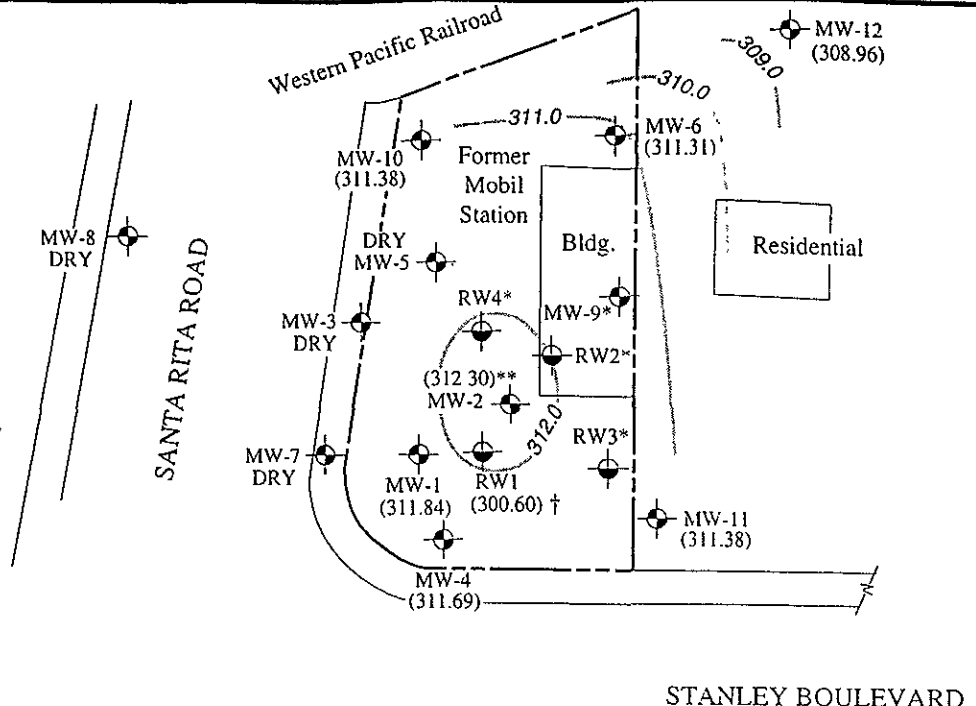 Western Pacific Railroad
MW-12
(308.96)
309.0
310.0
311.0
MW-6
(311.31)
MW-10
(311.38)
Former
Mobil
Station
MW-8
DRY
SANTA RITA ROAD
DRY
MW-5
Bldg.
Residential
RW4*
MW-9*
MW-3
DRY
RW2*
(312 30)**
MW-2
312.0
RW3*
MW-7
DRY
MW-1
(311.84)
RW1
(300.60) †
MW-11
(311.38)
MW-4
(311.69)
N
STANLEY BOULEVARD